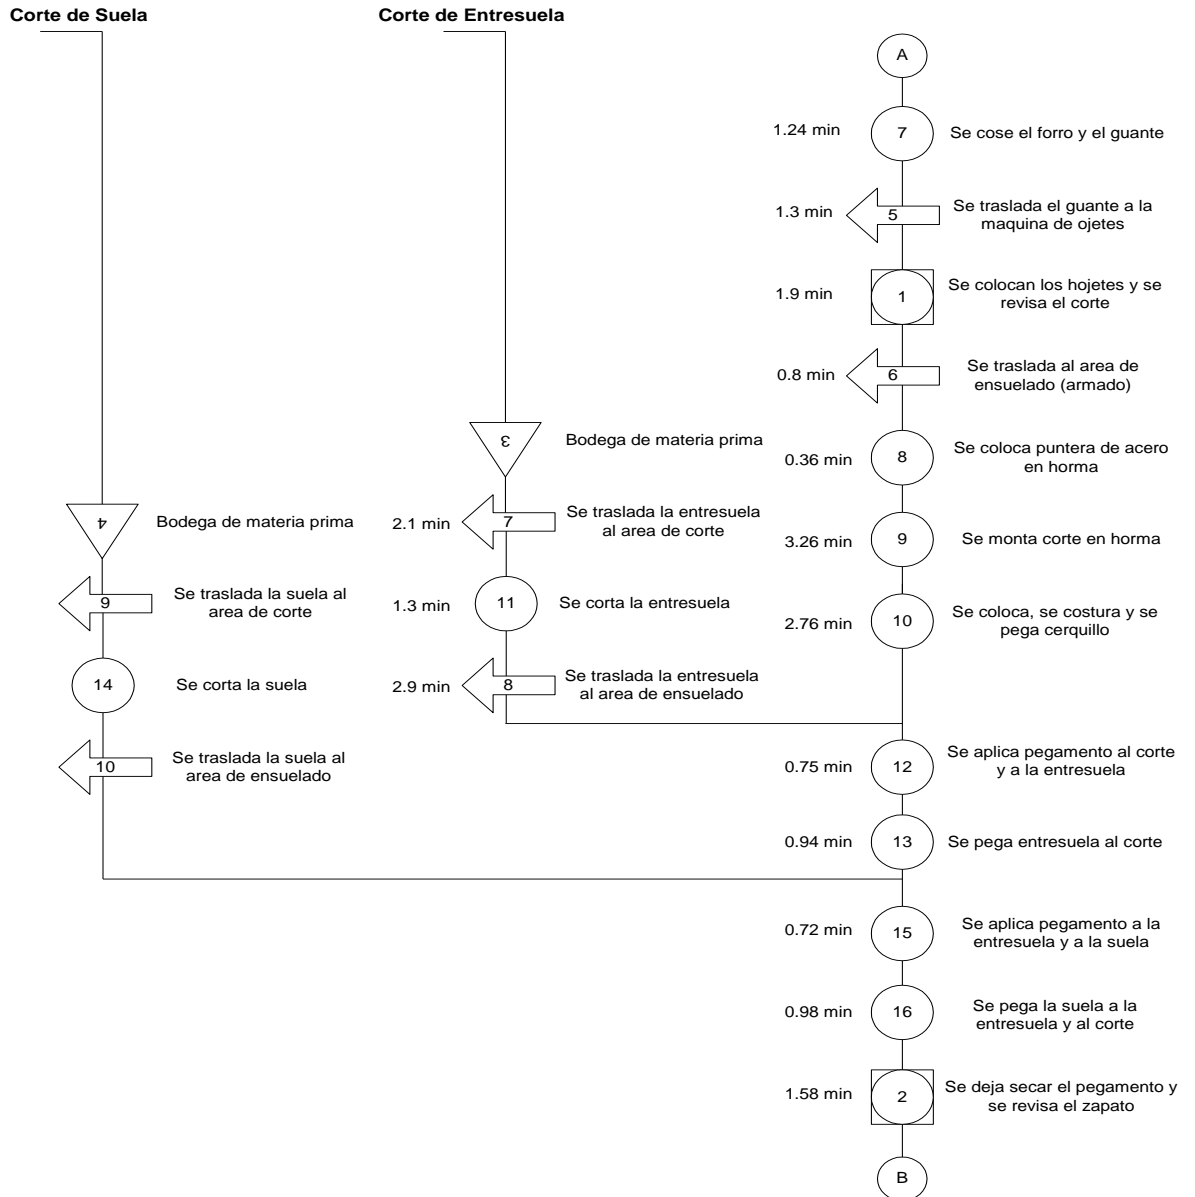 Corte de Suela
Corte de Entresuela
A
1.24 min
7
Se cose el forro y el guante
1.3 min
5
Se traslada el guante a la
maquina de ojetes
1.9 min
1
Se colocan los hojetes y se
revisa el corte
0.8 min
6
Se traslada al area de
ensuelado (armado)
3
Bodega de materia prima
0.36 min
8
Se coloca puntera de acero
en horma
4
Bodega de materia prima
2.1 min
7
Se traslada la entresuela
al area de corte
3.26 min
9
Se monta corte en horma
9
Se traslada la suela al
area de corte
1.3 min
11
Se corta la entresuela
2.76 min
10
Se coloca, se costura y se
pega cerquillo
14
Se corta la suela
2.9 min
8
Se traslada la entresuela
al area de ensuelado
10
Se traslada la suela al
area de ensuelado
0.75 min
12
Se aplica pegamento al corte
y a la entresuela
0.94 min
13
Se pega entresuela al corte
0.72 min
15
Se aplica pegamento a la
entresuela y a la suela
0.98 min
16
Se pega la suela a la
entresuela y al corte
1.58 min
2
Se deja secar el pegamento y
se revisa el zapato
B